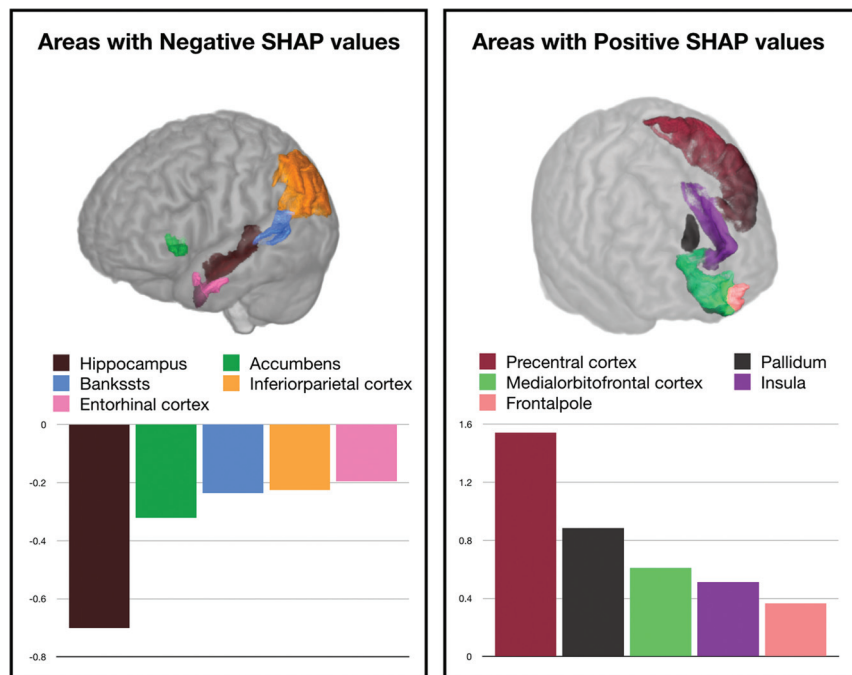 Areas with Negative SHAP values
Hippocampus
Accumbens
Bankssts
Inferiorparietal cortex
Entorhinal cortex
0
-0.2
-0.4
-0.6
-0.8
Areas with Positive SHAP values
Precentral cortex
Pallidum
Medialorbitofrontal cortex
Insula
Frontalpole
1.6
1.2
0.8
0.4
0